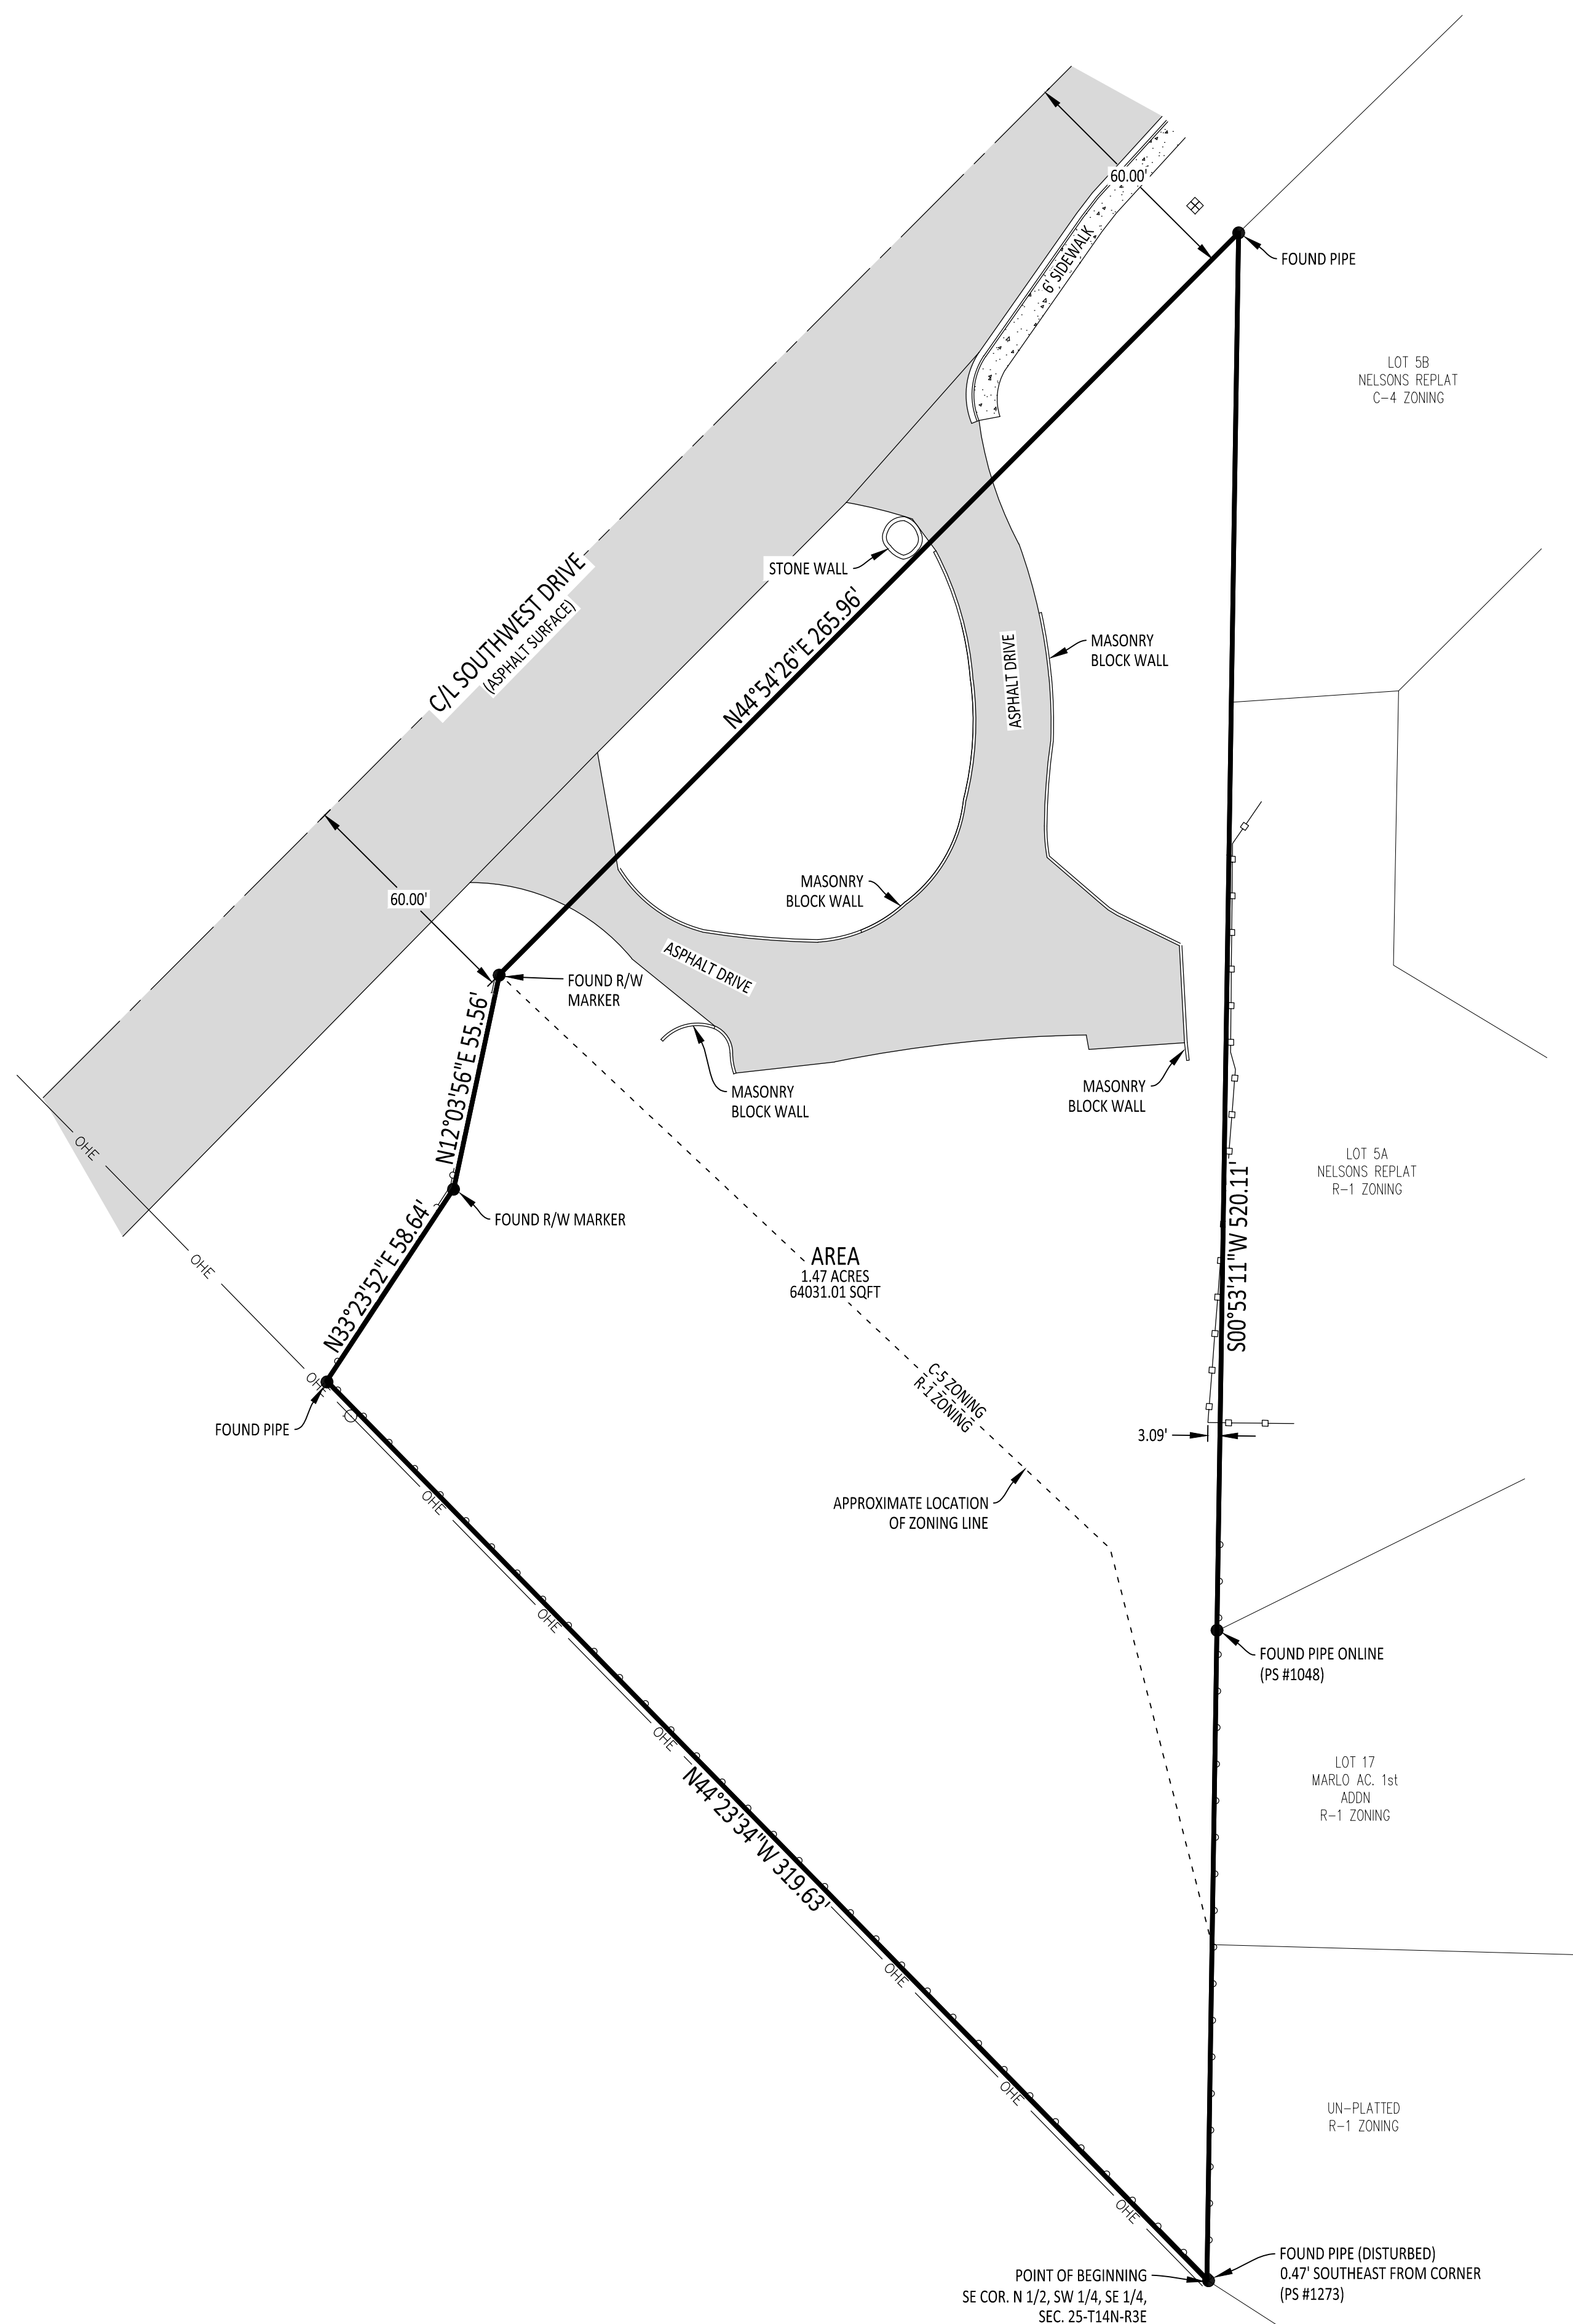 60.00'
6' SIDEWALK
FOUND PIPE
LOT 5B
NELSONS REPLAT
C-4 ZONING
C/L SOUTHWEST DRIVE
(ASPHALT SURFACE)
STONE WALL
N44°54'26"E 265.96'
ASPHALT DRIVE
MASONRY
BLOCK WALL
MASONRY
BLOCK WALL
60.00'
ASPHALT DRIVE
FOUND R/W
MARKER
N12°03'56"E 55.56'
MASONRY
BLOCK WALL
MASONRY
BLOCK WALL
OHE
LOT 5A
NELSONS REPLAT
R-1 ZONING
S00°53'11"W 520.11'
FOUND R/W MARKER
N33°23'52"E 58.64'
AREA
1.47 ACRES
64031.01 SQFT
OHE
OHE
C-5 ZONING
R-1 ZONING
FOUND PIPE
3.09'
APPROXIMATE LOCATION
OF ZONING LINE
OHE
OHE
FOUND PIPE ONLINE
(PS #1048)
OHE
N44°23'34"W 319.63'
LOT 17
MARLO AC. 1st
ADDN
R-1 ZONING
OHE
OHE
UN-PLATTED
R-1 ZONING
OHE
POINT OF BEGINNING
SE COR. N 1/2, SW 1/4, SE 1/4,
SEC. 25-T14N-R3E
FOUND PIPE (DISTURBED)
0.47' SOUTHEAST FROM CORNER
(PS #1273)